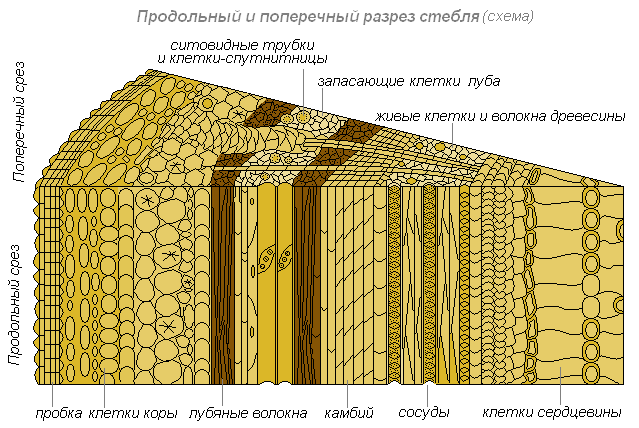 Продольный и поперечный разрез стебля (схема)
ситовидные трубки
и клетки-спутнитницы
запасающие клетки луба
живые клетки и волокна древесины
Поперечный срез
Продольный срез
пробка клетки коры лубяные волокна камбий сосуды клетки сердцевины